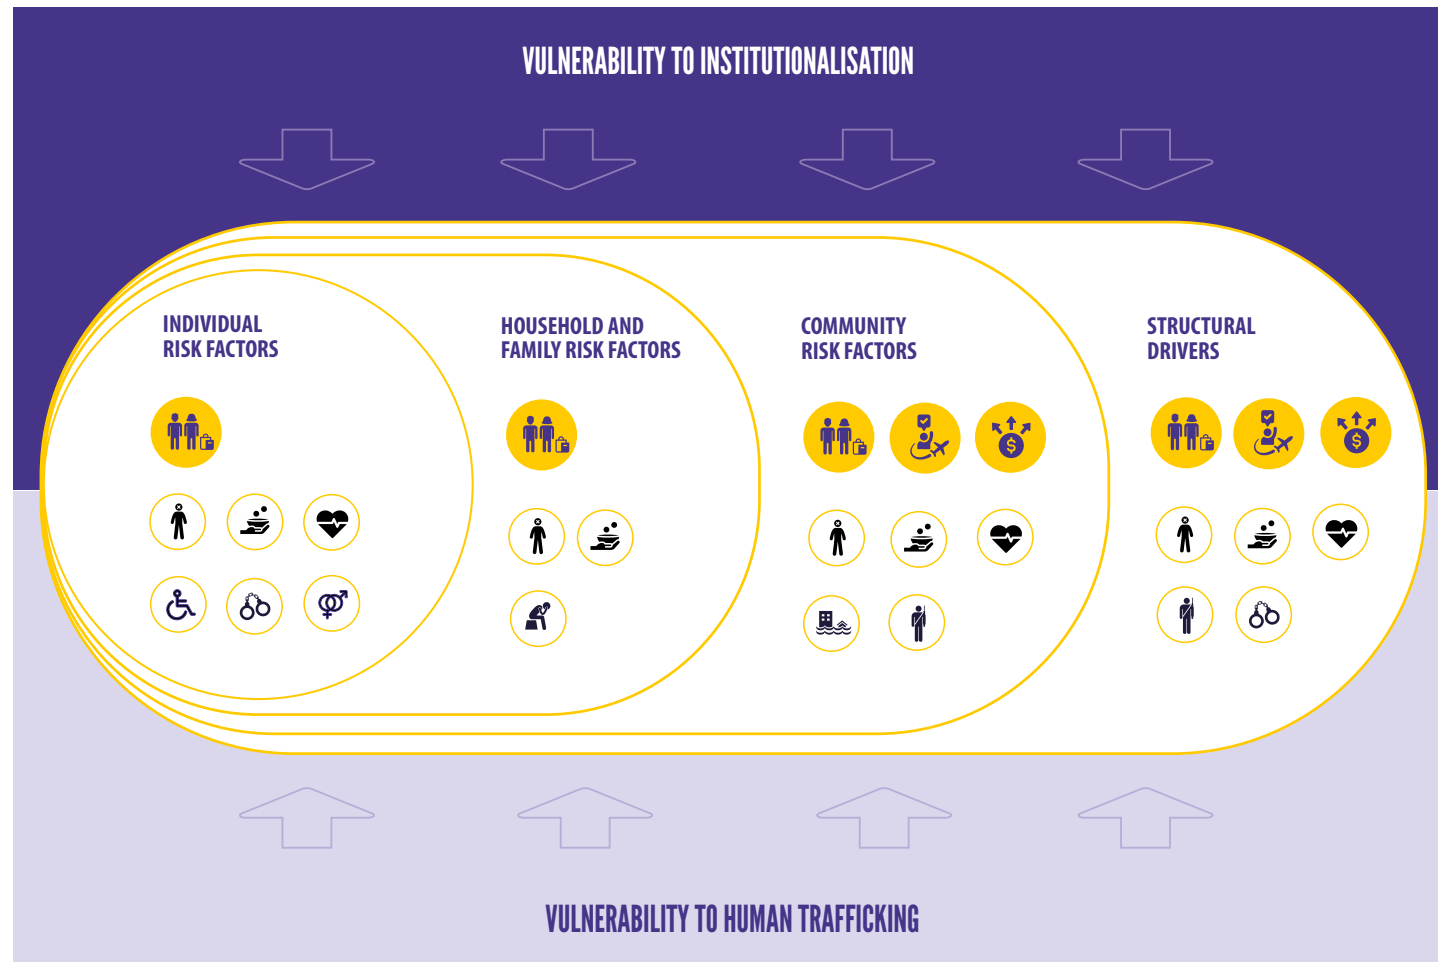 VULNERABILITY TO INSTITUTIONALISATION
INDIVIDUAL
RISK FACTORS
HOUSEHOLD AND
FAMILY RISK FACTORS
COMMUNITY
RISK FACTORS
STRUCTURAL
DRIVERS
$
$
VULNERABILITY TO HUMAN TRAFFICKING